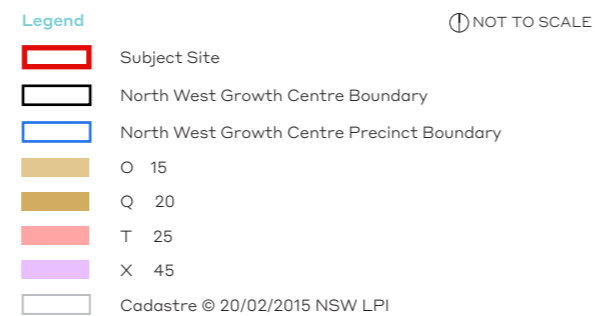 Legend
NOT TO SCALE
Subject Site
North West Growth Centre Boundary
North West Growth Centre Precinct Boundary
O 15
Q 20
T 25
X 45
Cadastre © 20/02/2015 NSW LPI